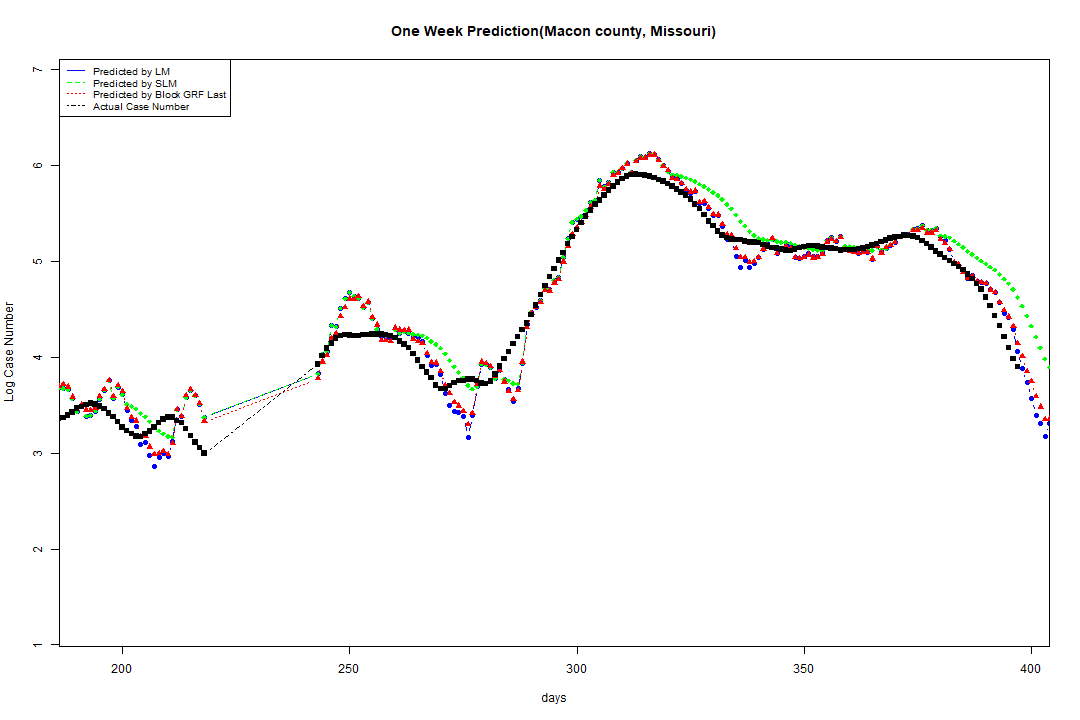 One Week Prediction(Macon county, Missouri)
Predicted by LM
Predicted by SLM
Predicted by Block GRF Last
Actual Case Number
7
6
5
4
3
2
1
Log Case Number
200 250 300 350 400
days